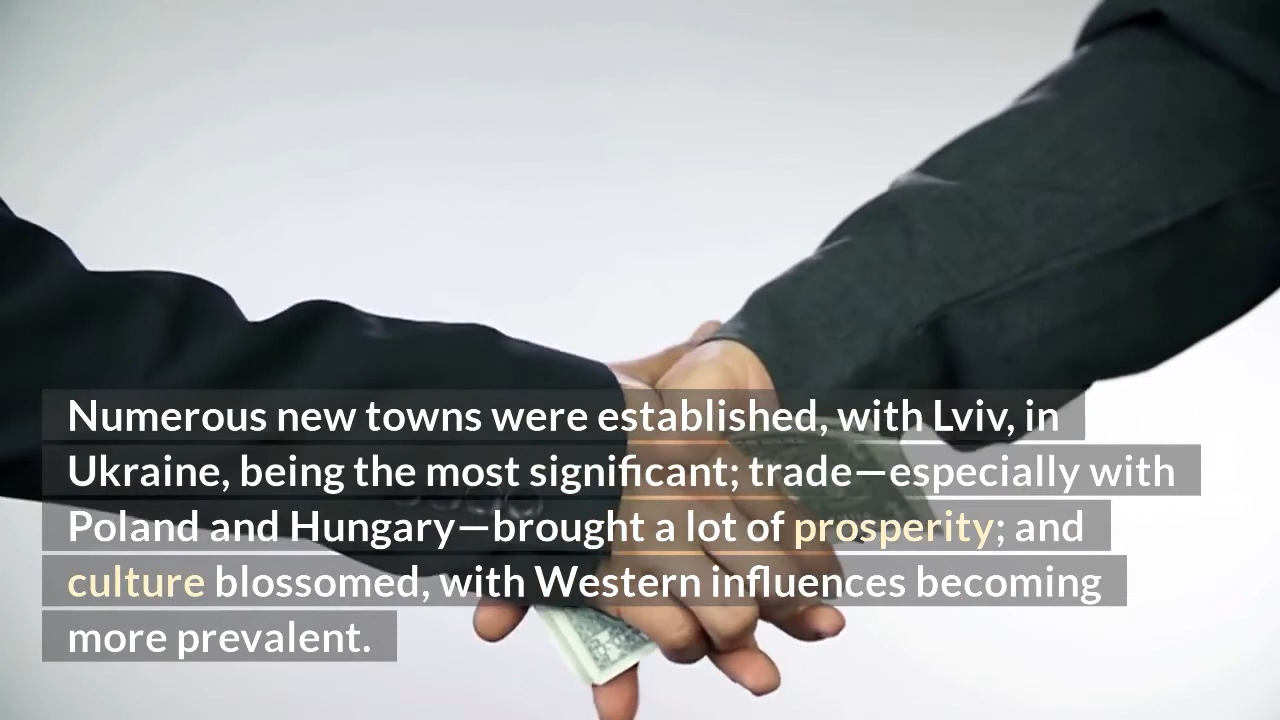 Numerous new towns were established, with Lviv, in
Ukraine, being the most significant; trade—especially with
Poland and Hungary—brought a lot of prosperity; and
culture blossomed, with Western influences becoming
more prevalent.